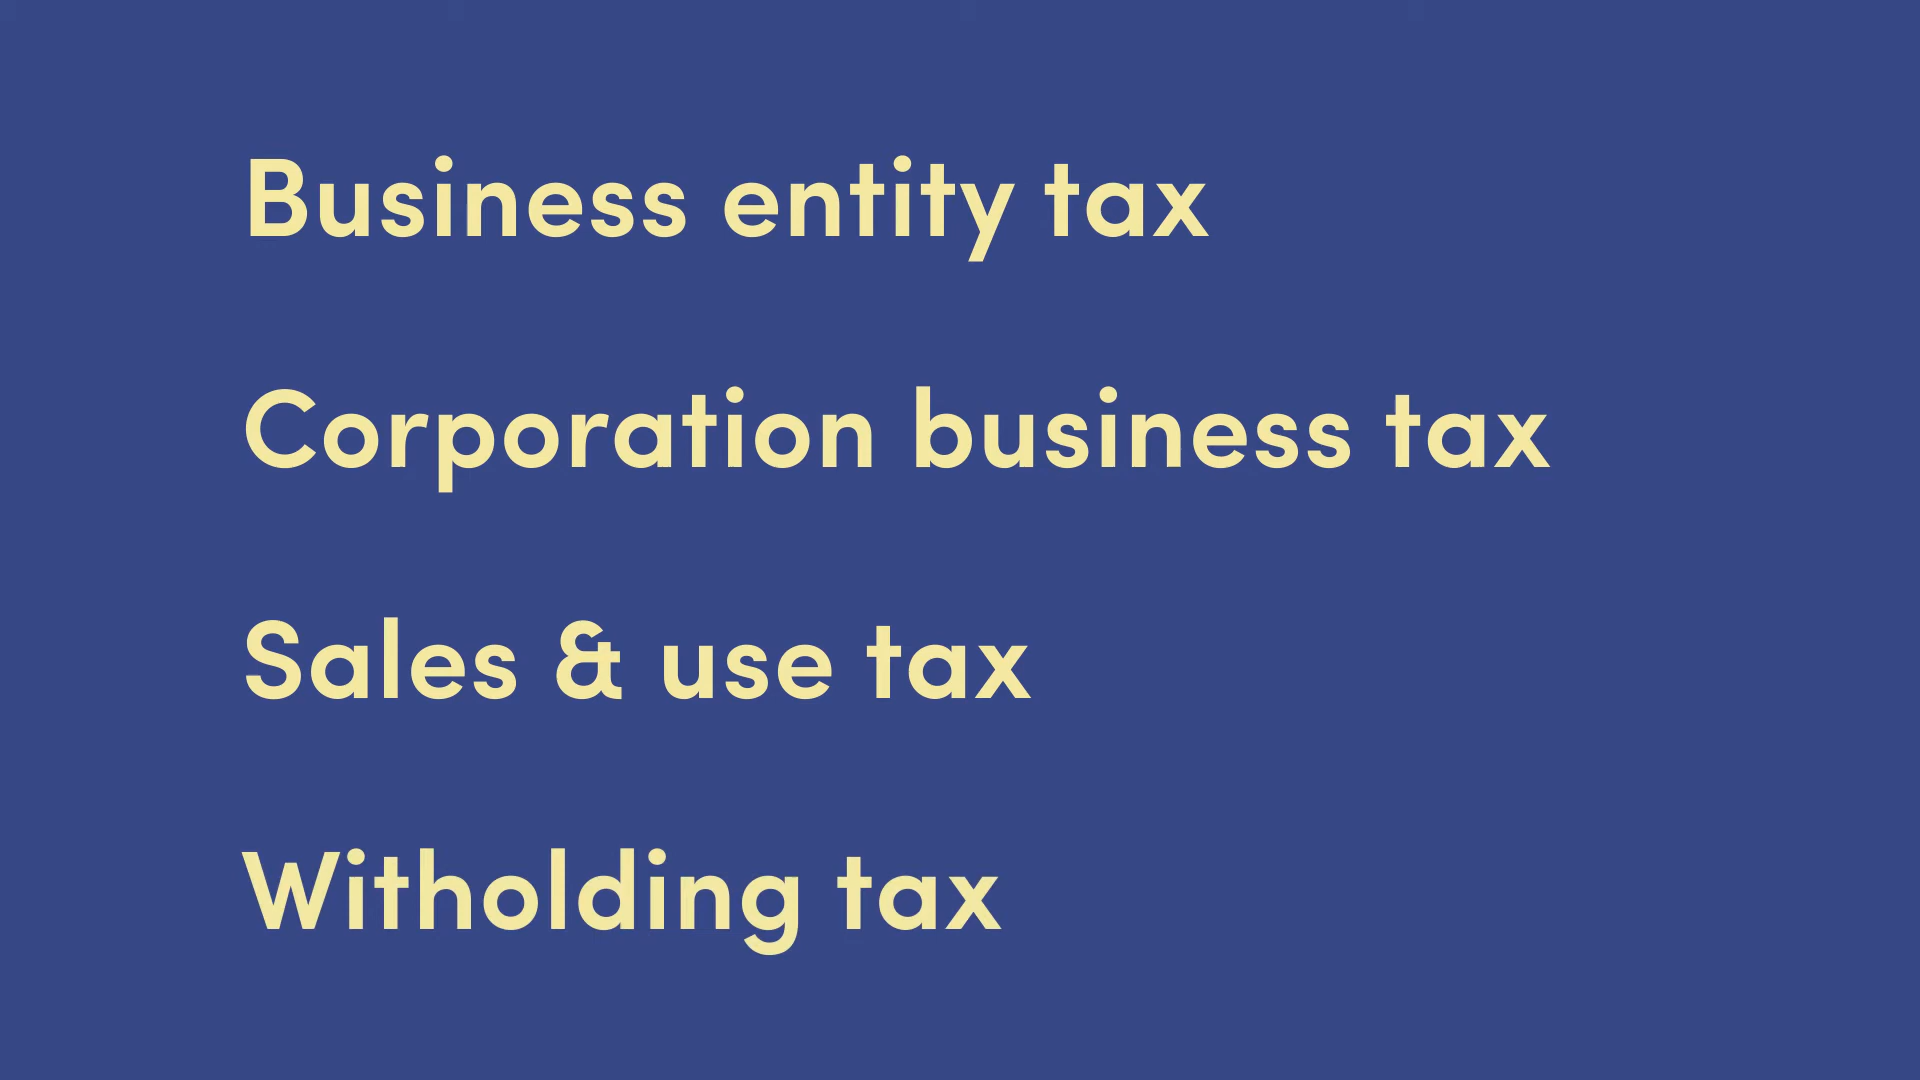 Business entity tax
Corporation business tax
Sales & use tax
Witholding tax